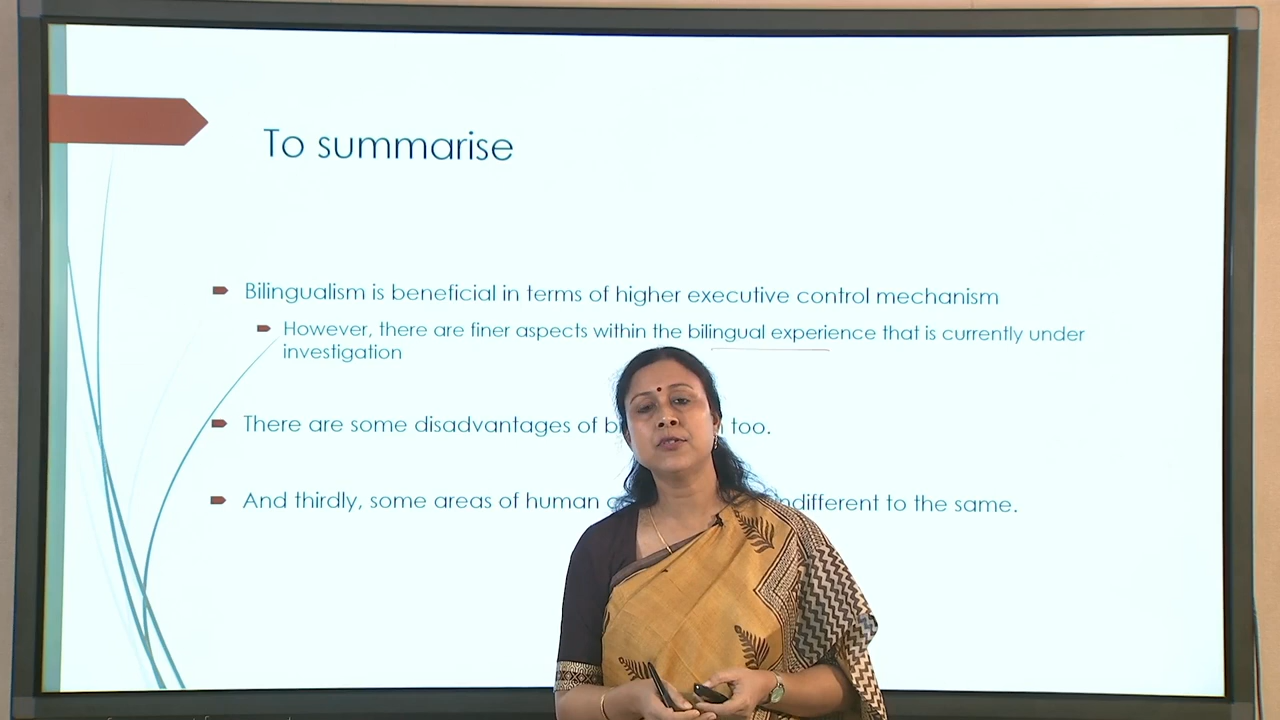 To summarise
Bilingualism is beneficial in terms of higher executive control mechanism
However, there are finer aspects within the bilingual experience that is currently under
investigation
There are some disadvantages of too.
And thirdly, some areas of human indifferent to the same.